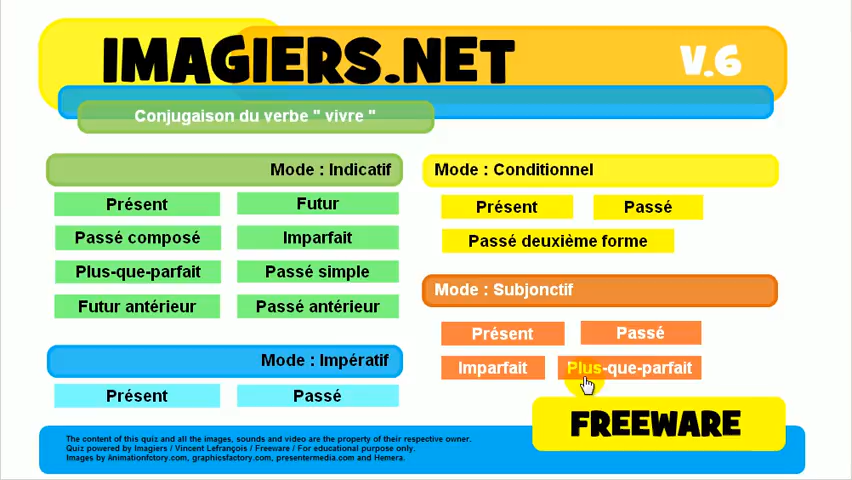 IMAGIERS.NET
V.6
Conjugaison du verbe " vivre "
Mode : Indicatif
Présent
Futur
Passé composé
Imparfait
Plus-que-parfait
Passé simple
Futur antérieur
Passé antérieur
Mode : Impératif
Présent
Passé
Mode : Conditionnel
Présent
Passé
Passé deuxième forme
Mode : Subjonctif
Présent
Passé
Imparfait
Plus-que-parfait
FREEWARE
The content of this quiz and all the images, sounds and video are the property of their respective owner.
Quiz powered by Imagiers / Vincent Lefrançois / Freeware / For educational purpose only.
Images by Animationfctory.com, graphicsfactory.com, presentermedia.com and Hemera.